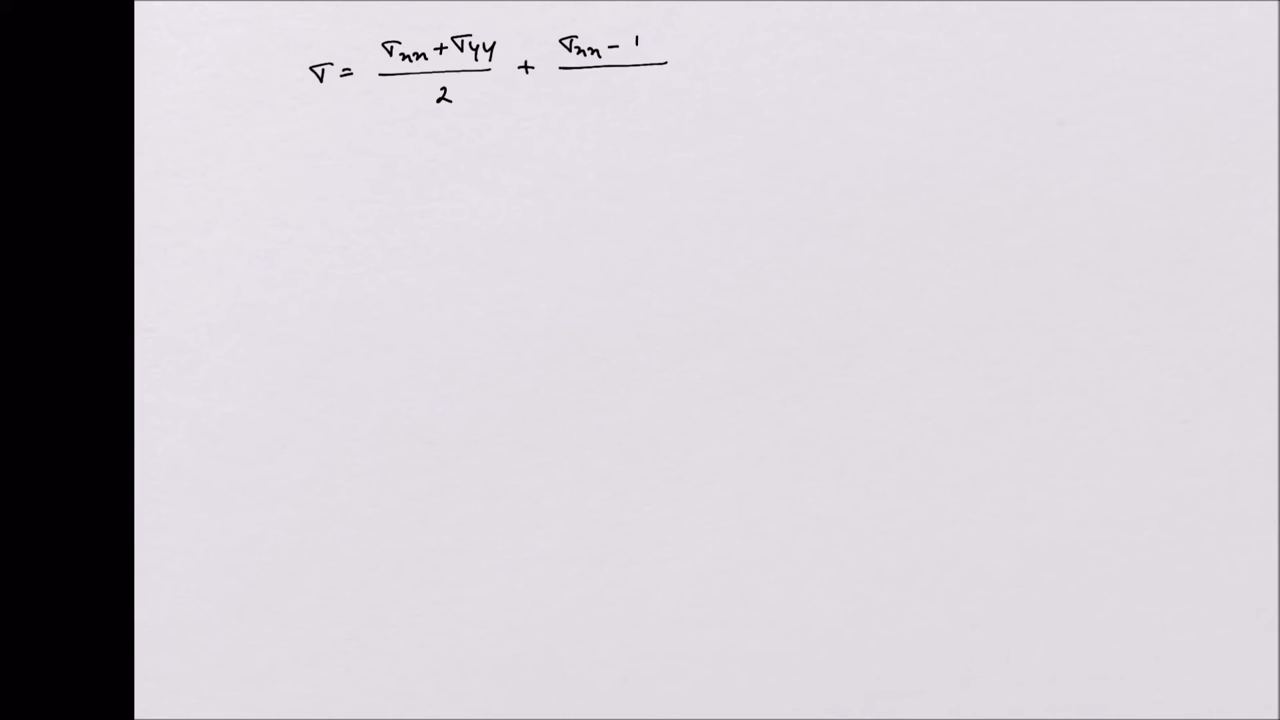 σ = (σxx + σyy) / 2 + (σxx -